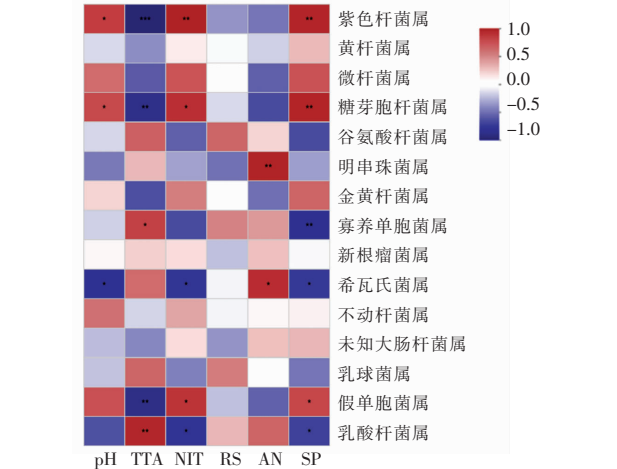 * *** ** ** 紫色杆菌属
黄杆菌属
微杆菌属
* ** * ** 糖芽胞杆菌属
谷氨酸杆菌属
** 明串珠菌属
金黄杆菌属
* ** 寡养单胞菌属
新根瘤菌属
* * * * 希瓦氏菌属
不动杆菌属
未知大肠杆菌属
乳球菌属
** * * 假单胞菌属
** * * 乳酸杆菌属
pH TTA NIT RS AN SP
1.0
0.5
0.0
−0.5
−1.0